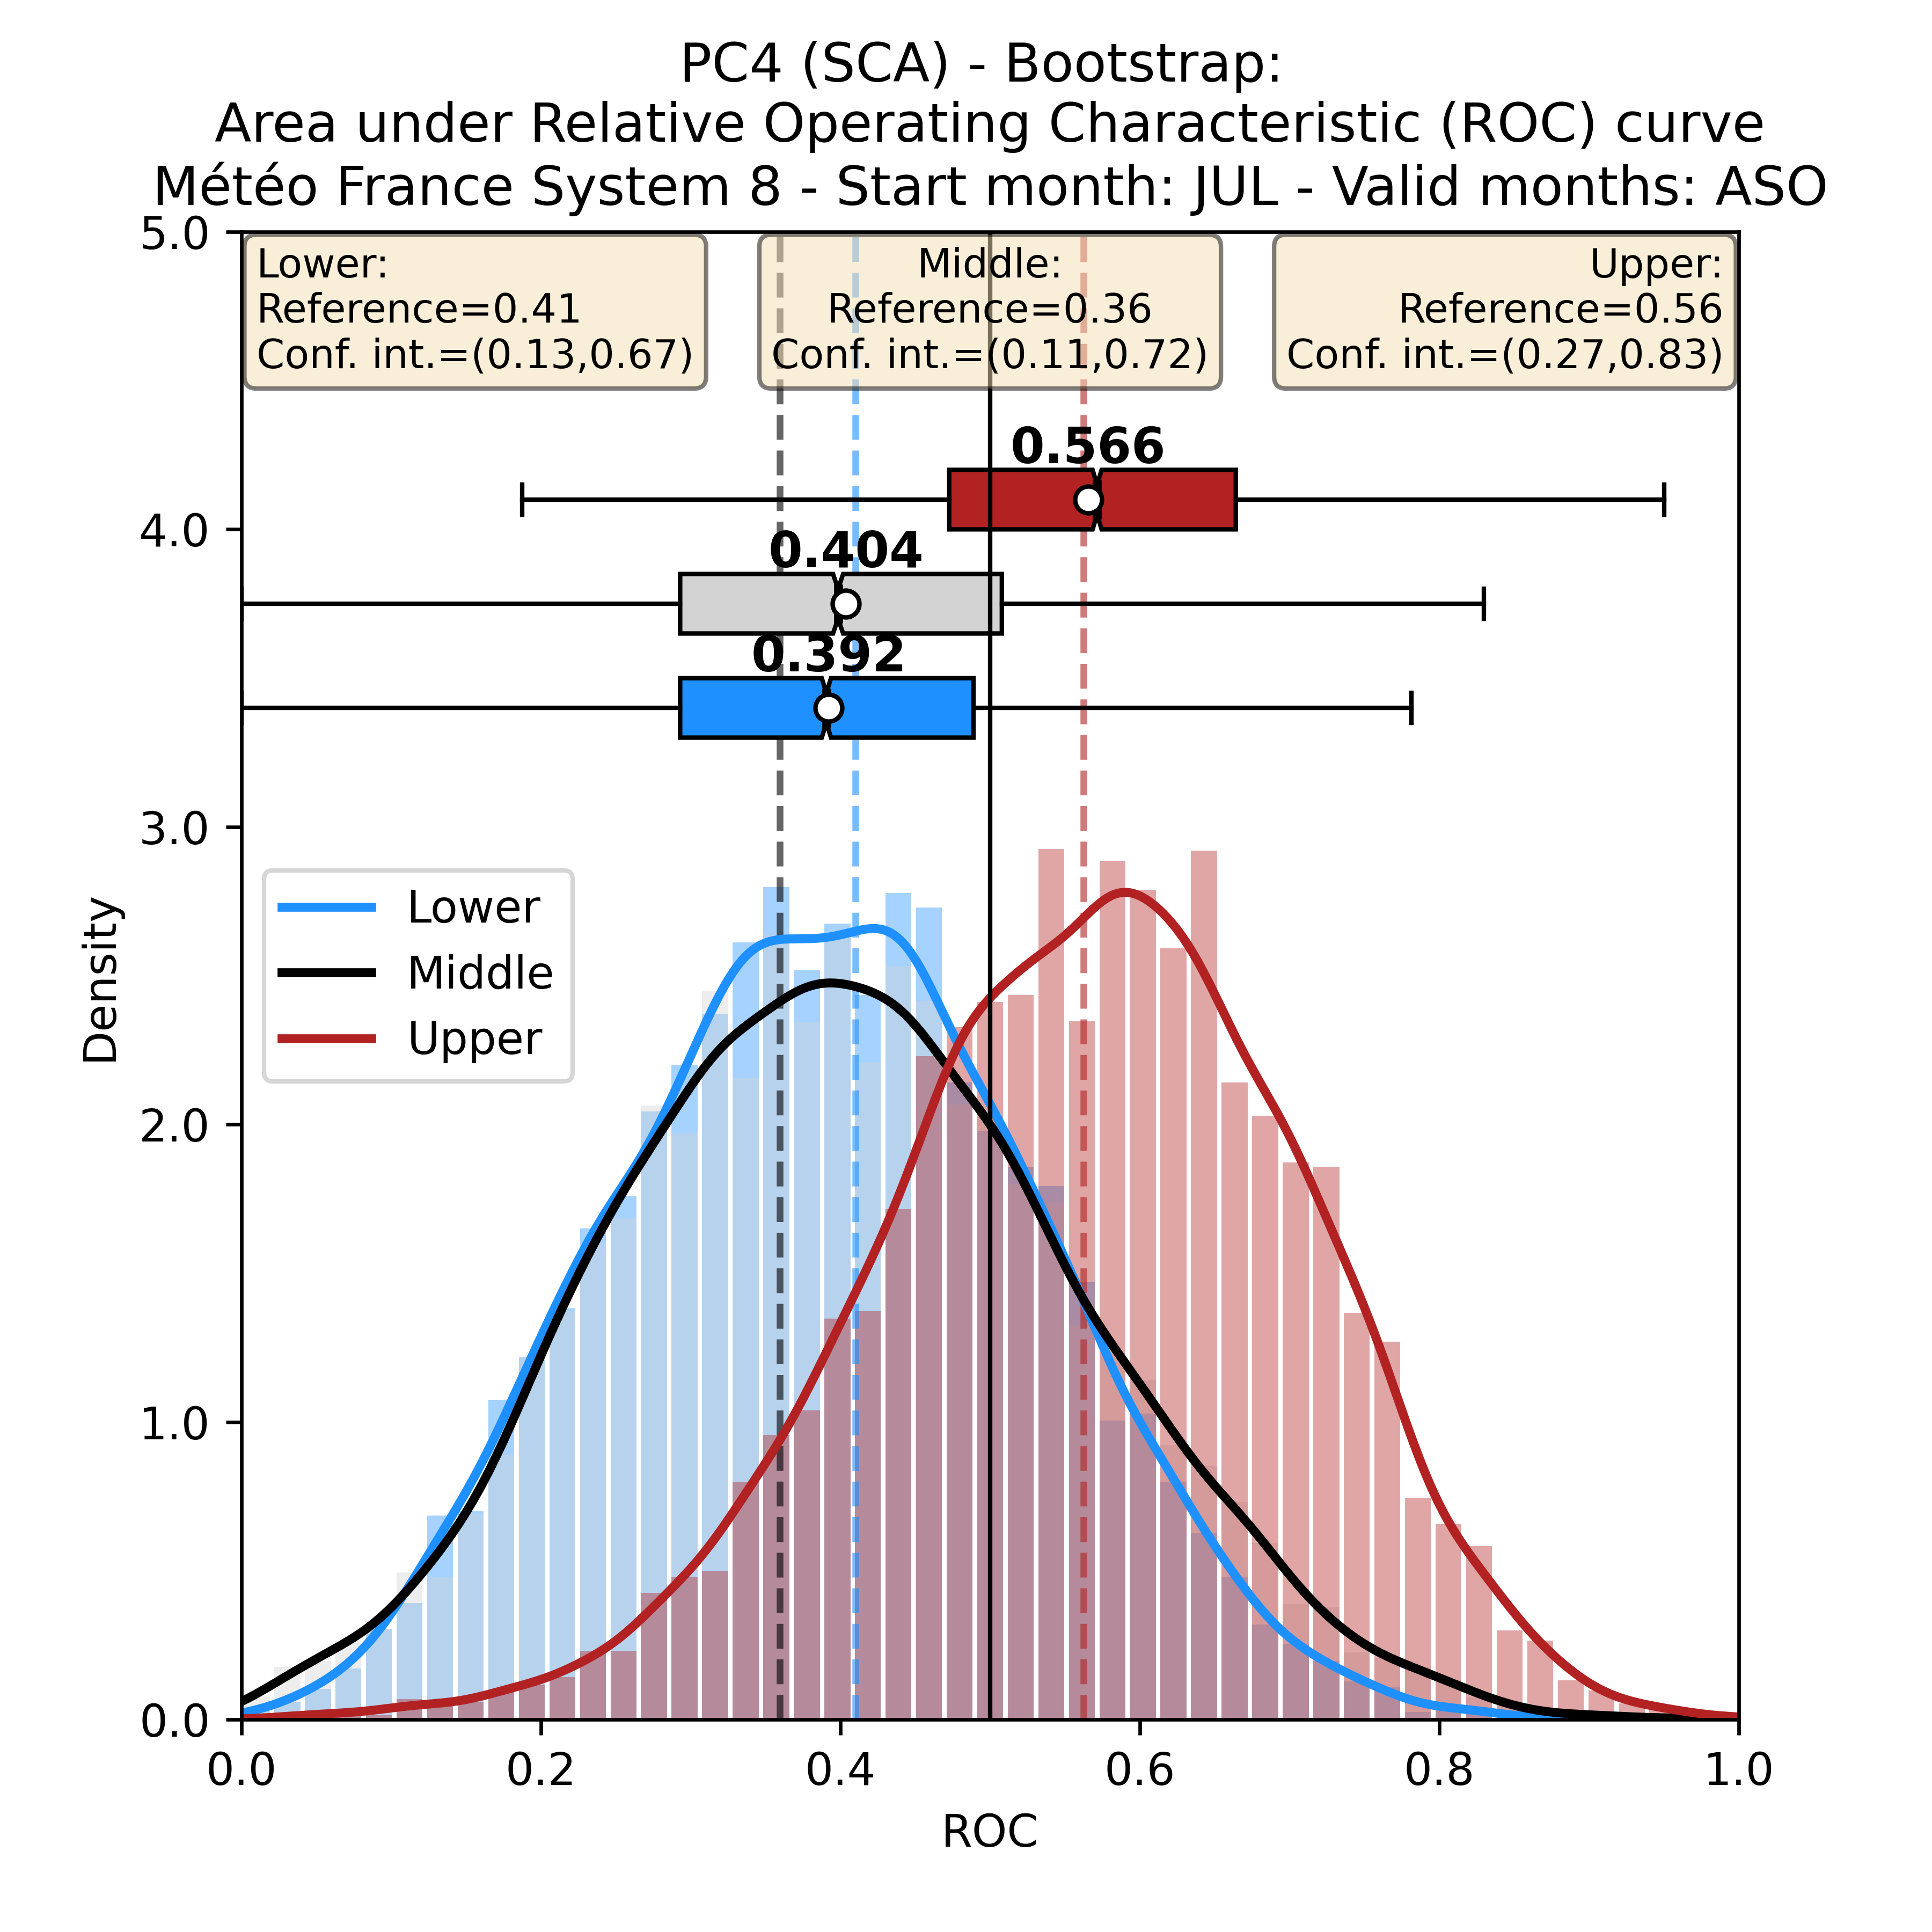 PC4 (SCA) - Bootstrap:
Area under Relative Operating Characteristic (ROC) curve
Météo France System 8 - Start month: JUL - Valid months: ASO
Lower:
Reference=0.41
Conf. int.=(0.13,0.67)
Middle:
Reference=0.36
Conf. int.=(0.11,0.72)
Upper:
Reference=0.56
Conf. int.=(0.27,0.83)
0.566
0.404
0.392
5.0
4.0
3.0
2.0
1.0
0.0
Density
Lower
Middle
Upper
0.0 0.2 0.4 0.6 0.8 1.0
ROC